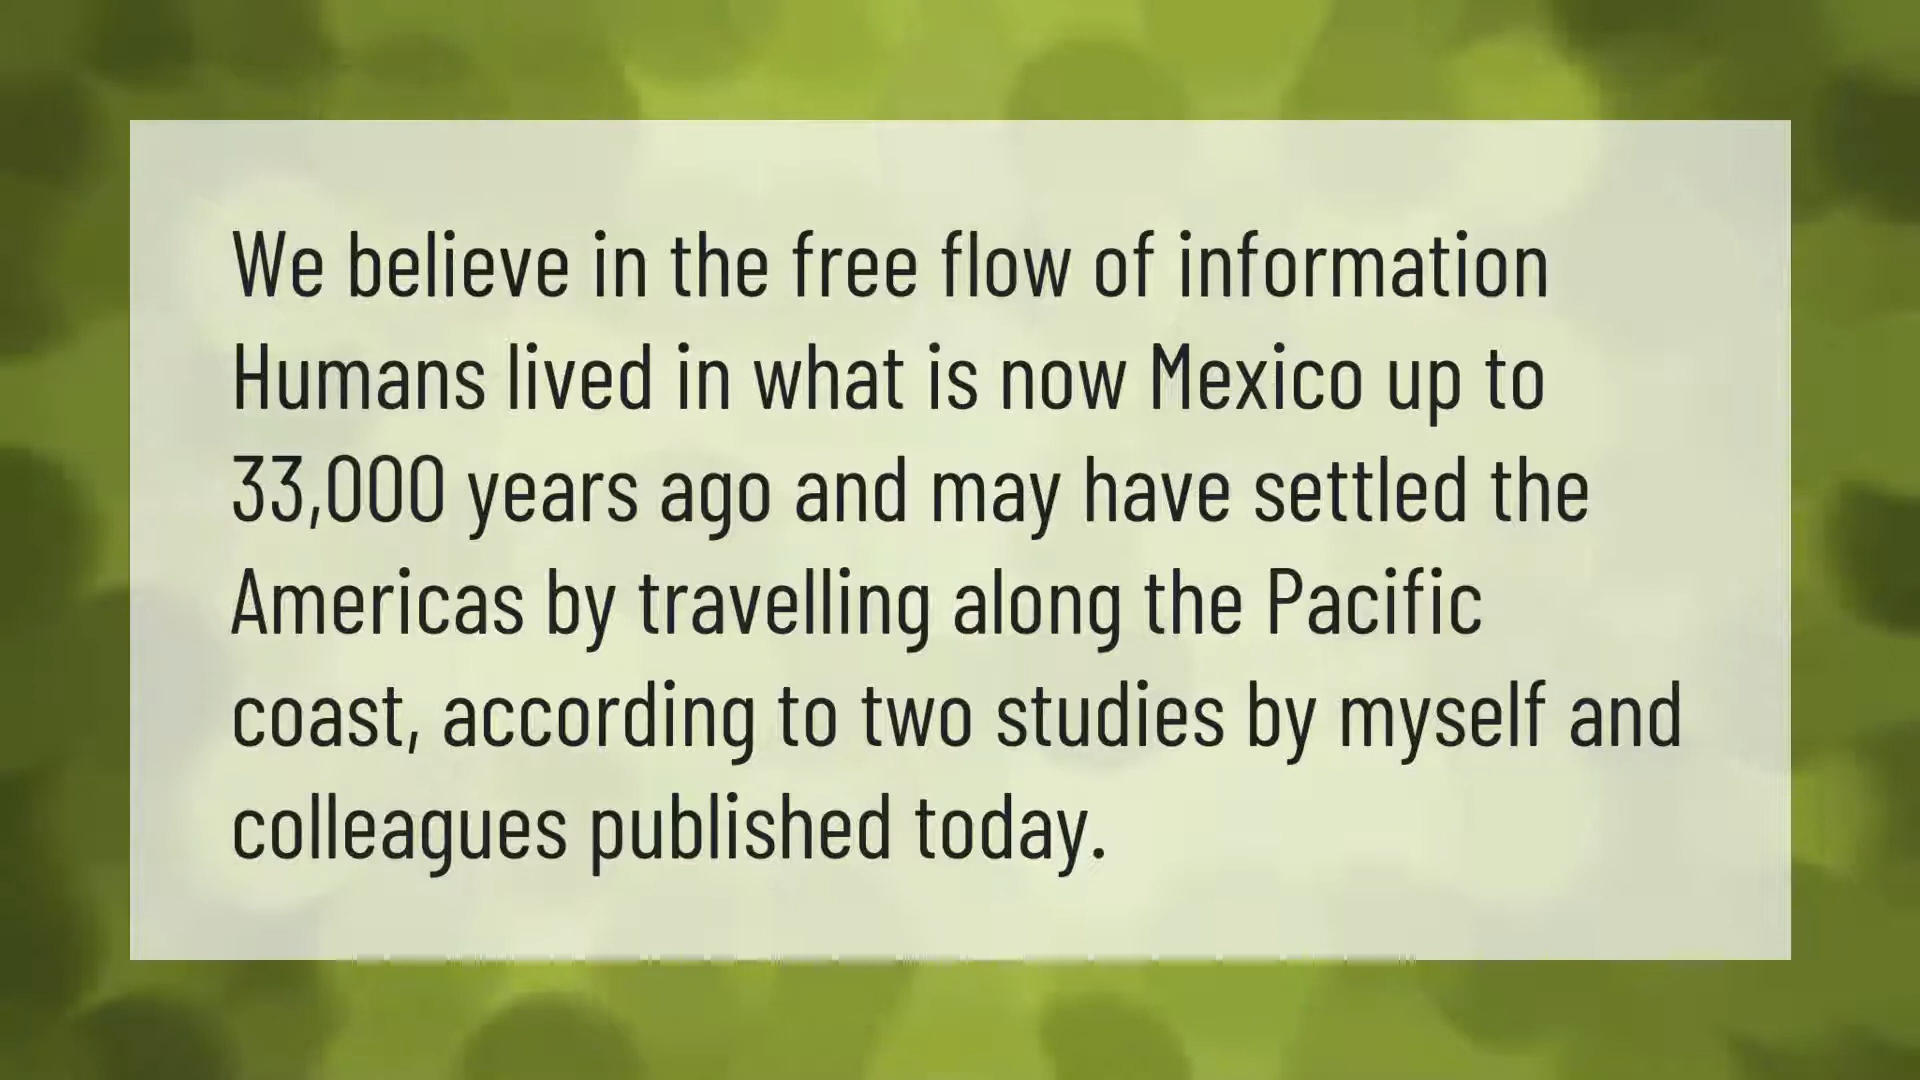 We believe in the free flow of information
Humans lived in what is now Mexico up to
33,000 years ago and may have settled the
Americas by travelling along the Pacific
coast, according to two studies by myself and
colleagues published today.